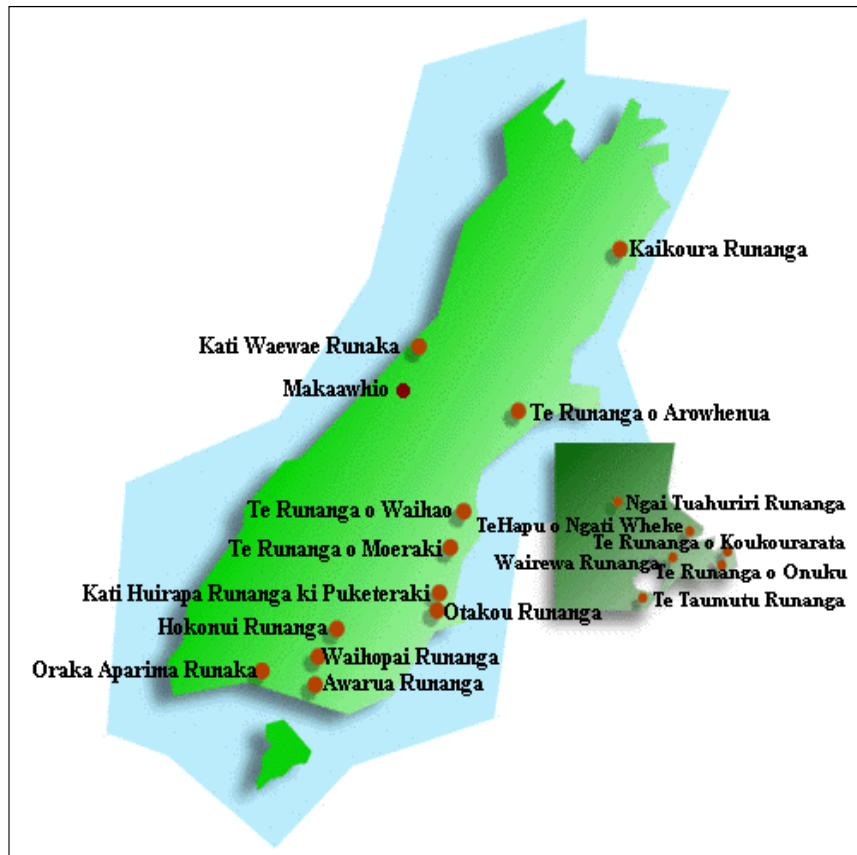 Kaikoura Runanga
Kati Waewae Runaka
Makaawhio
Te Runanga o Arowhenua
Ngai Tuahuriri Runanga
Te Runanga o Waihao
TeHapu o Ngati Wheke
Te Runanga o Koukourarata
Te Runanga o Moeraki
Wairewa Runanga
Te Runanga o Onuku
Kati Huirapa Runanga ki Puketeraki
Te Taumutu Runanga
Otakou Runanga
Hokonui Runanga
Waihopai Runanga
Oraka Aparima Runaka
Awarua Runanga